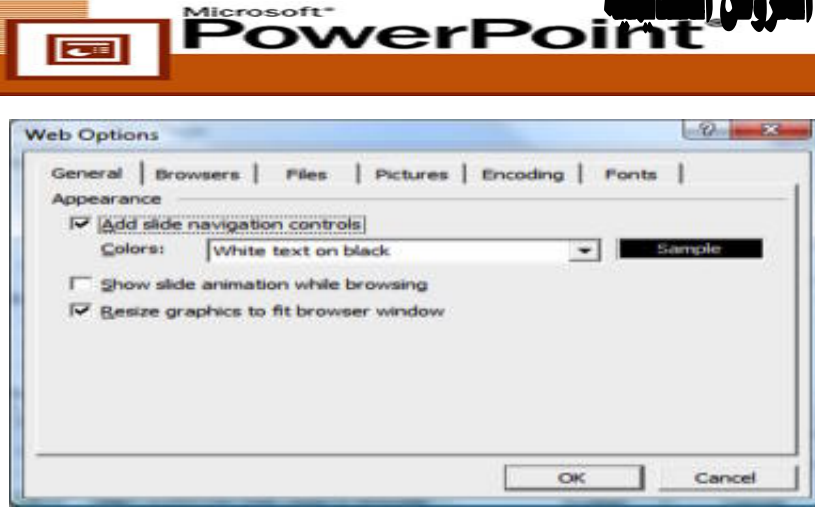 Microsoft
PowerPoint
Web Options
General Browsers Files Pictures Encoding Fonts
Appearance
Add slide navigation controls
Colors: White text on black Sample
Show slide animation while browsing
Resize graphics to fit browser window
OK Cancel